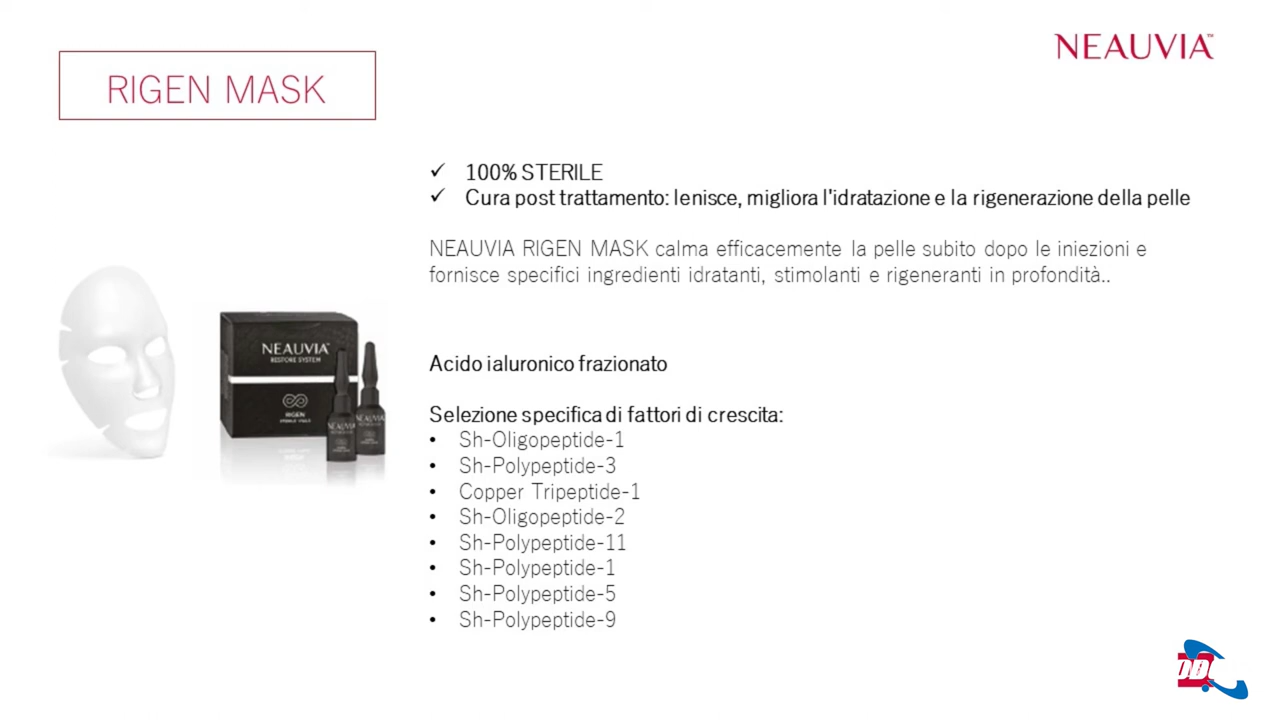 NEAUVIA™
RIGEN MASK
✓ 100% STERILE
✓ Cura post trattamento: lenisce, migliora l'idratazione e la rigenerazione della pelle
NEAUVIA RIGEN MASK calma efficacemente la pelle subito dopo le iniezioni e
fornisce specifici ingredienti idratanti, stimolanti e rigeneranti in profondità..
NEAUVIA
RESTORE SYSTEM
RIGEN
NEAUVIA
NEAUVIA
Acido ialuronico frazionato
Selezione specifica di fattori di crescita:
• Sh-Oligopeptide-1
• Sh-Polypeptide-3
• Copper Tripeptide-1
• Sh-Oligopeptide-2
• Sh-Polypeptide-11
• Sh-Polypeptide-1
• Sh-Polypeptide-5
• Sh-Polypeptide-9